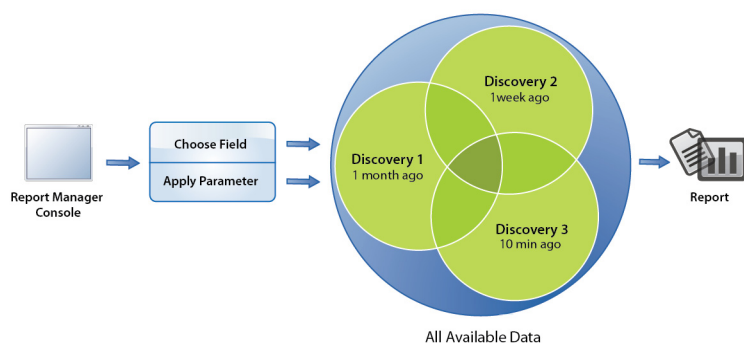 Report Manager
Console
Choose Field
Apply Parameter
Discovery 1
1 month ago
Discovery 2
1week ago
Discovery 3
10 min ago
Report
All Available Data